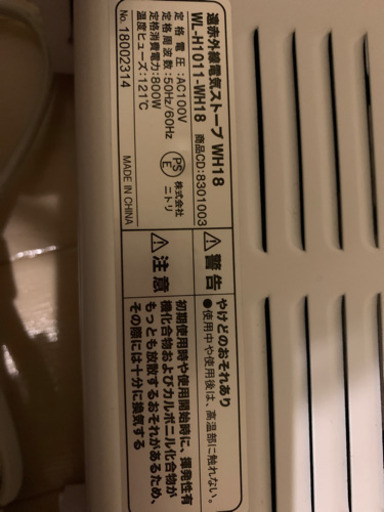 遠赤外線電気ストーブ WH18
WL-H1011-WH18 商品CD:8301003
定格電圧:AC100V
定格周波数:50Hz/60Hz
定格消費電力:800W
温度ヒューズ:121℃
No. 18002314
PS
E
株式会社
ニトリ
MADE IN CHINA
警告
やけどのおそれあり
●使用中や使用後は、高温部に触れない。
注意
初期使用時や使用開始時に、揮発性有
機化合物およびカルボニル化合物が
もっとも放散するおそれがあるため、
その際には十分に換気する